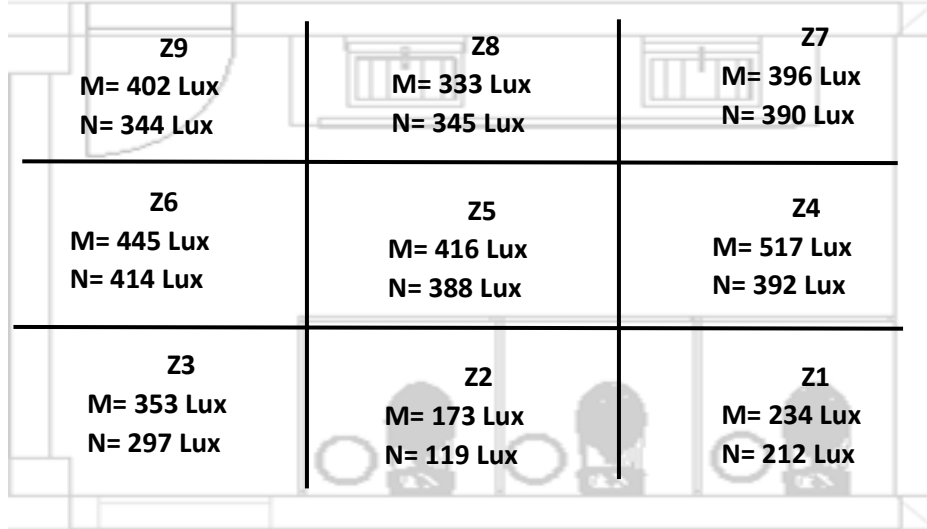 Z9
M= 402 Lux
N= 344 Lux
Z8
M= 333 Lux
N= 345 Lux
Z7
M= 396 Lux
N= 390 Lux
Z6
M= 445 Lux
N= 414 Lux
Z5
M= 416 Lux
N= 388 Lux
Z4
M= 517 Lux
N= 392 Lux
Z3
M= 353 Lux
N= 297 Lux
Z2
M= 173 Lux
N= 119 Lux
Z1
M= 234 Lux
N= 212 Lux